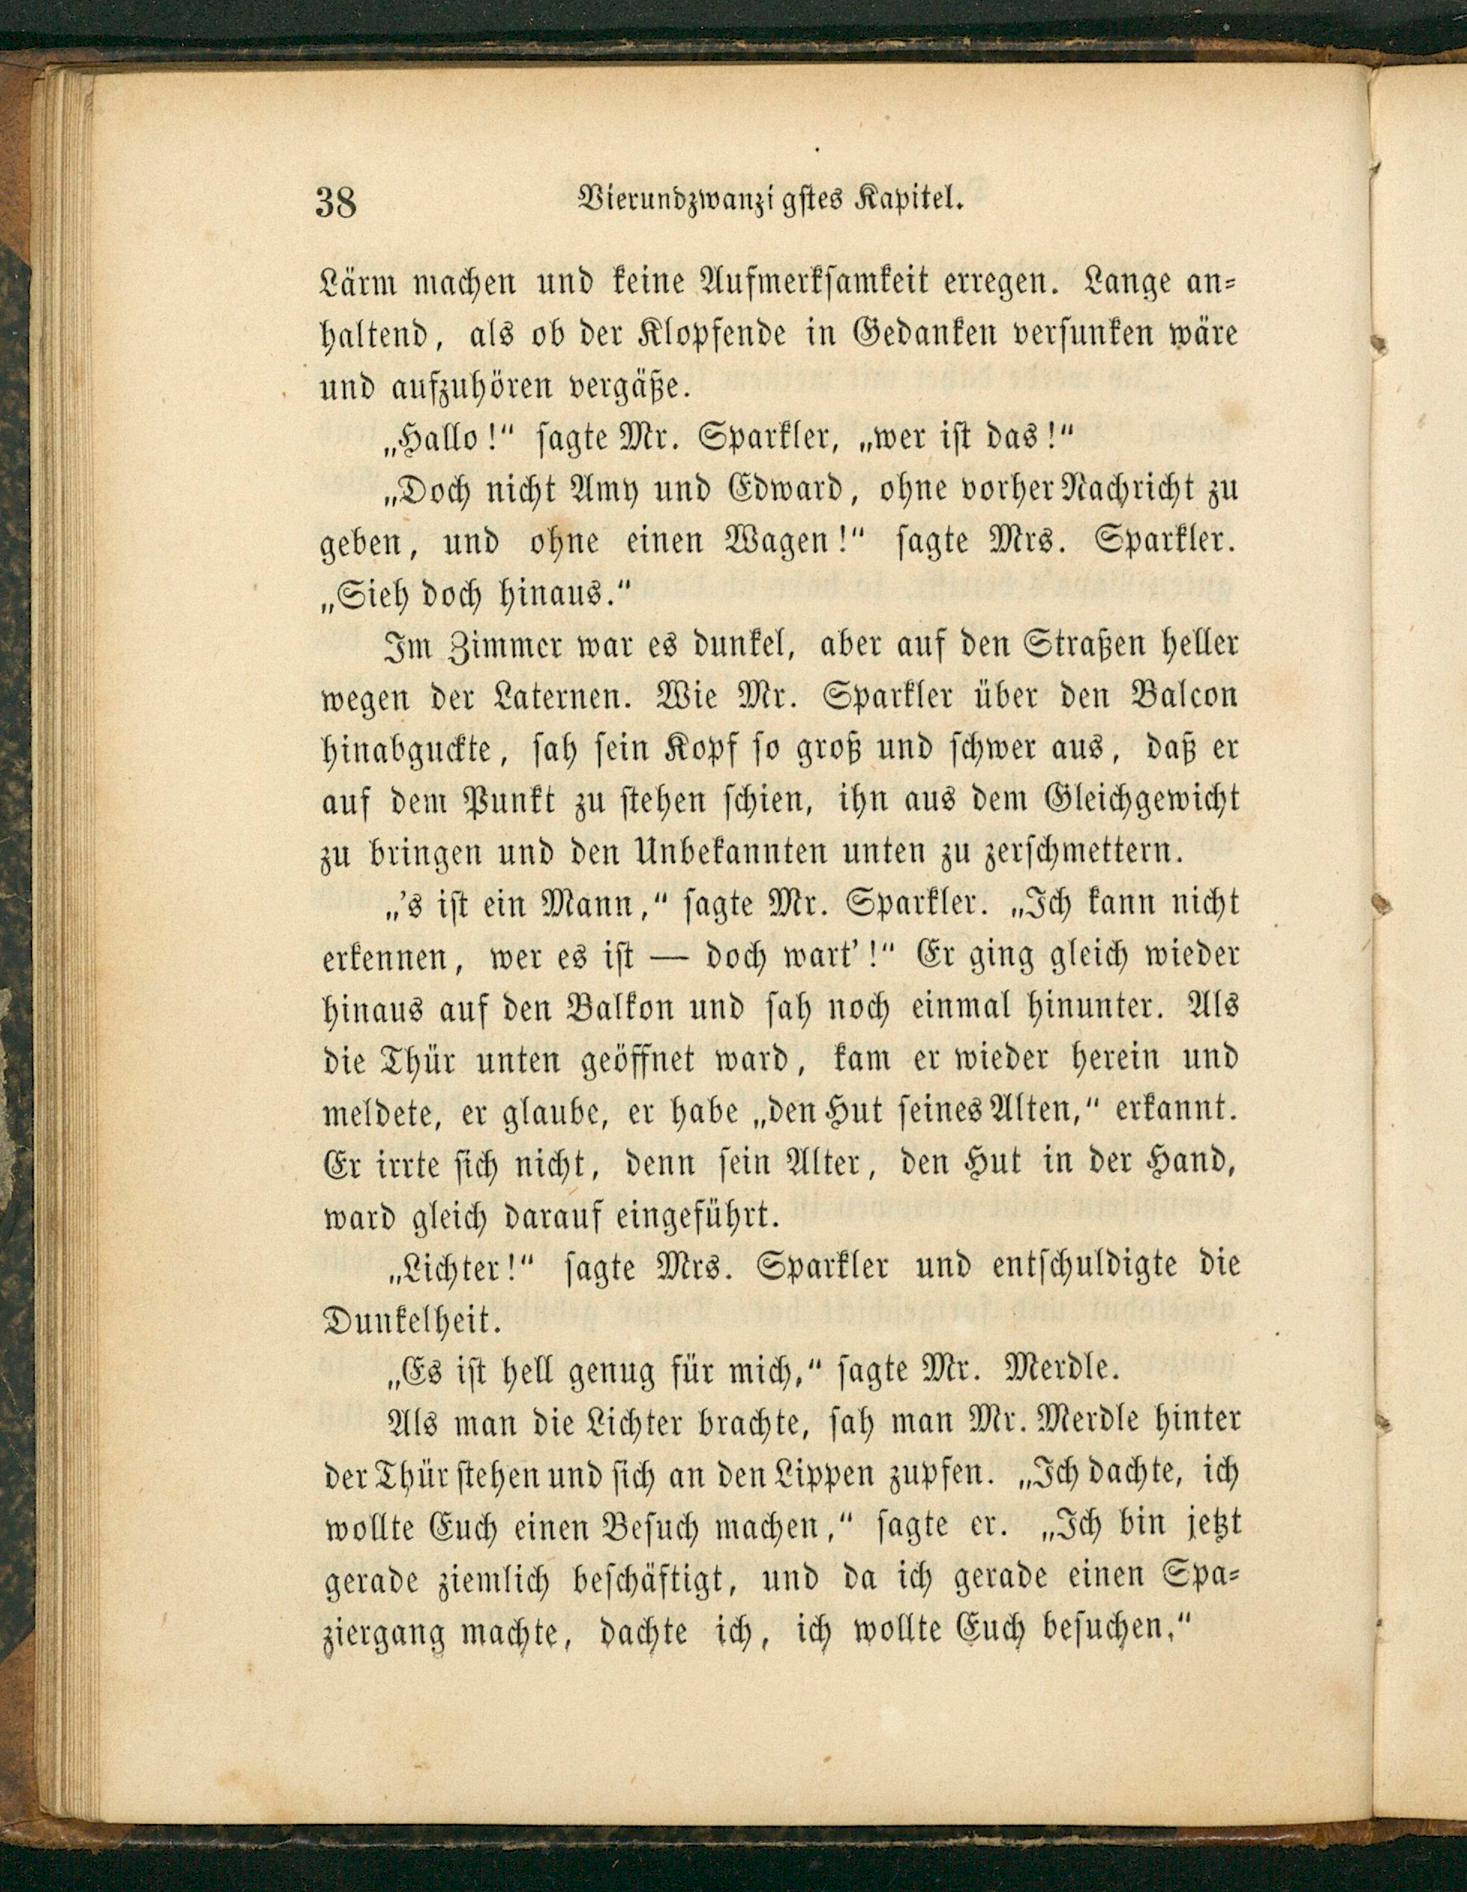 38
Vierundzwanzigstes Kapitel.
Lärm machen und keine Aufmerksamkeit erregen. Lange an-
haltend, als ob der Klopfende in Gedanken versunken wäre
und aufzuhören vergäße.
„Hallo!“ sagte Mr. Sparkler, „wer ist das!“
„Doch nicht Amy und Edward, ohne vorher Nachricht zu
geben, und ohne einen Wagen!“ sagte Mrs. Sparkler.
„Sieh doch hinaus.“
Im Zimmer war es dunkel, aber auf den Straßen heller
wegen der Laternen. Wie Mr. Sparkler über den Balcon
hinabguckte, sah sein Kopf so groß und schwer aus, daß er
auf dem Punkt zu stehen schien, ihn aus dem Gleichgewicht
zu bringen und den Unbekannten unten zu zerschmettern.
„’s ist ein Mann,“ sagte Mr. Sparkler. „Ich kann nicht
erkennen, wer es ist — doch wart’!“ Er ging gleich wieder
hinaus auf den Balkon und sah noch einmal hinunter. Als
die Thür unten geöffnet ward, kam er wieder herein und
meldete, er glaube, er habe „den Hut seines Alten,“ erkannt.
Er irrte sich nicht, denn sein Alter, den Hut in der Hand,
ward gleich darauf eingeführt.
„Lichter!“ sagte Mrs. Sparkler und entschuldigte die
Dunkelheit.
„Es ist hell genug für mich,“ sagte Mr. Merdle.
Als man die Lichter brachte, sah man Mr. Merdle hinter
der Thür stehen und sich an den Lippen zupfen. „Ich dachte, ich
wollte Euch einen Besuch machen,“ sagte er. „Ich bin jetzt
gerade ziemlich beschäftigt, und da ich gerade einen Spa-
ziergang machte, dachte ich, ich wollte Euch besuchen.“